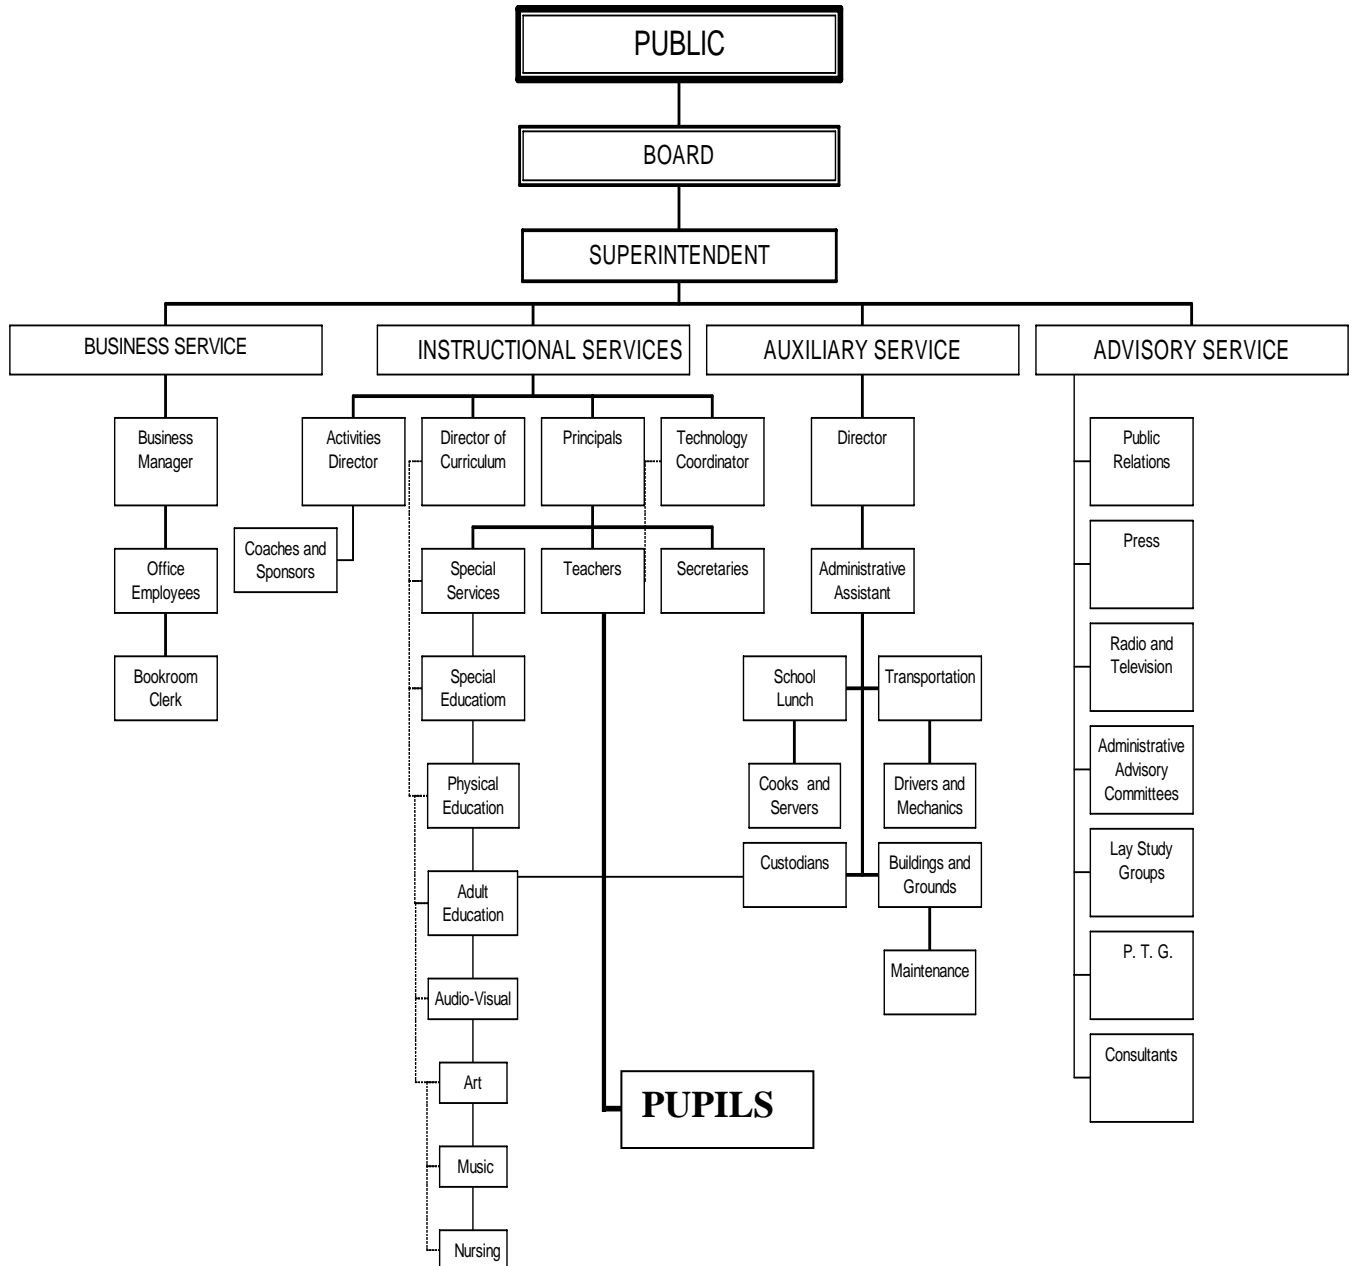 PUBLIC
BOARD
SUPERINTENDENT
BUSINESS SERVICE
INSTRUCTIONAL SERVICES
AUXILIARY SERVICE
ADVISORY SERVICE
Business
Manager
Activities
Director
Director of
Curriculum
Principals
Technology
Coordinator
Director
Public
Relations
Coaches and
Sponsors
Office
Employees
Special
Services
Teachers
Secretaries
Administrative
Assistant
Press
Bookroom
Clerk
Special
Educatiom
School
Lunch
Transportation
Radio and
Television
Physical
Education
Cooks and
Servers
Drivers and
Mechanics
Administrative
Advisory
Committees
Adult
Education
Custodians
Buildings and
Grounds
Lay Study
Groups
Audio-Visual
Maintenance
P. T. G.
Art
PUPILS
Consultants
Music
Nursing